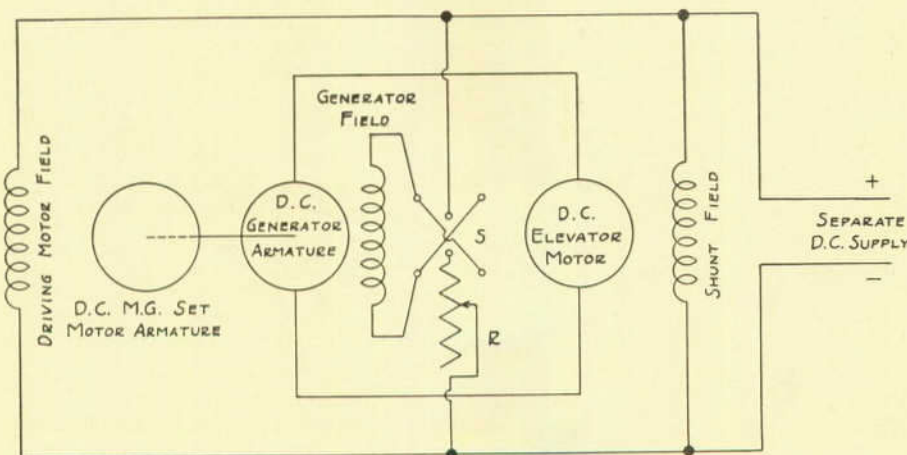 DRIVING MOTOR FIELD
D.C. M.G. SET
MOTOR ARMATURE
D.C.
GENERATOR
ARMATURE
GENERATOR
FIELD
S
R
D.C.
ELEVATOR
MOTOR
SHUNT FIELD
+
SEPARATE
D.C. SUPPLY
−